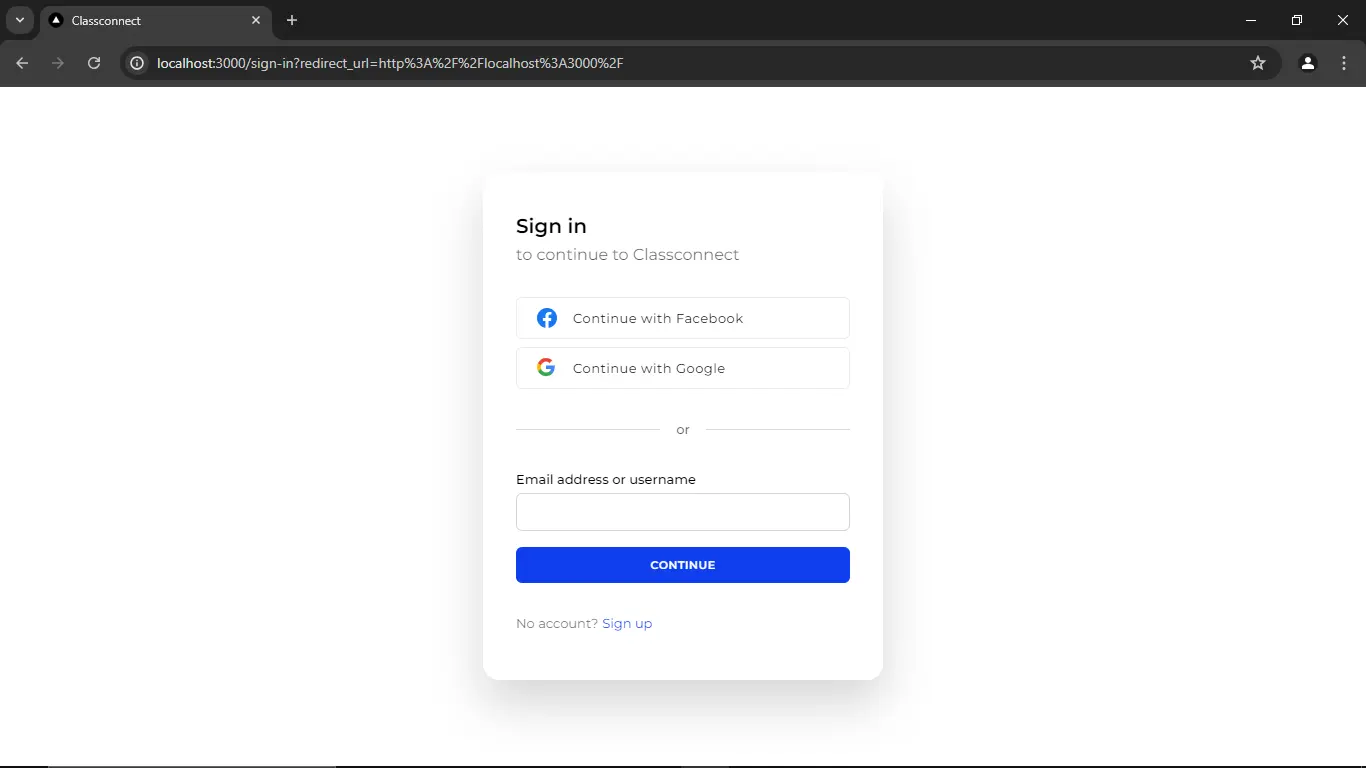 Classconnect
localhost:3000/sign-in?redirect_url=http%3A%2F%2Flocalhost%3A3000%2F
Sign in
to continue to Classconnect
Continue with Facebook
Continue with Google
or
Email address or username
CONTINUE
No account? Sign up